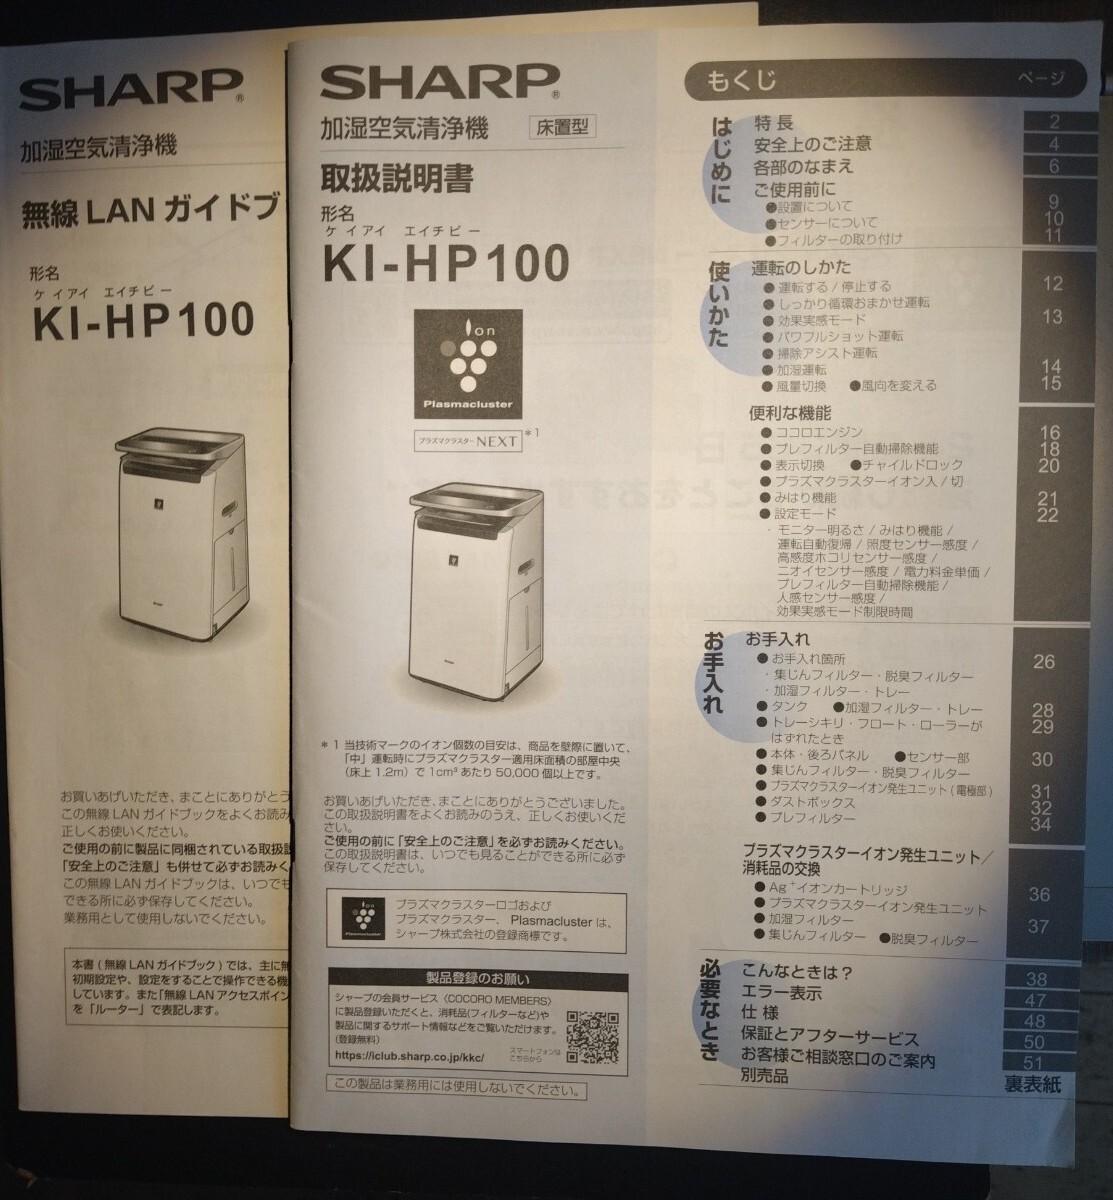 SHARP®
加湿空気清浄機
無線 LAN ガイドブ
形名
ケイアイ エイチピー
KI-HP100
お買いあげいただき、まことにありがとう
この無線 LAN ガイドブックをよくお読み
正しくお使いください。
ご使用の前に製品に同梱されている取扱説
「安全上のご注意」も併せて必ずお読みく
この無線 LAN ガイドブックは、いつでも
できる所に必ず保存してください。
業務用として使用しないでください。
本書 ( 無線 LAN ガイドブック ) では、主に無
初期設定や、設定をすることで操作できる機
しています。また「無線 LAN アクセスポイン
を「ルーター」で表記します。
SHARP®
加湿空気清浄機 床置型
取扱説明書
形名
ケイアイ エイチピー
KI-HP100
ion
Plasmacluster
プラズマクラスター NEXT *1
SHARP
* 1 当技術マークのイオン個数の目安は、商品を壁際に置いて、
「中」運転時にプラズマクラスター適用床面積の部屋中央
(床上 1.2m) で 1cm³ あたり 50,000 個以上です。
お買いあげいただき、まことにありがとうございました。
この取扱説明書をよくお読みのうえ、正しくお使いくだ
さい。
ご使用の前に「安全上のご注意」を必ずお読みください。
この取扱説明書は、いつでも見ることができる所に必ず
保存してください。
ion
Plasmacluster
プラズマクラスターロゴおよび
プラズマクラスター、Plasmacluster は、
シャープ株式会社の登録商標です。
製品登録のお願い
シャープの会員サービス〈COCORO MEMBERS〉
に製品登録いただくと、消耗品(フィルターなど)や
製品に関するサポート情報などをご覧いただけます。
(登録無料)
https://iclub.sharp.co.jp/kkc/
スマートフォンは
こちらから
この製品は業務用には使用しないでください。
もくじ ページ
はじめに
特 長 2
安全上のご注意 4
各部のなまえ 6
ご使用前に
●設置について 9
●センサーについて 10
●フィルターの取り付け 11
使いかた
運転のしかた
● 運転する / 停止する 12
● しっかり循環おまかせ運転
● 効果実感モード 13
● パワフルショット運転
● 掃除アシスト運転
● 加湿運転 14
● 風量切換 ●風向を変える 15
便利な機能
● ココロエンジン 16
● プレフィルター自動掃除機能 18
● 表示切換 ●チャイルドロック 20
● プラズマクラスターイオン入 / 切
● みはり機能 21
● 設定モード 22
・ モニター明るさ / みはり機能 /
運転自動復帰 / 照度センサー感度 /
高感度ホコリセンサー感度 /
ニオイセンサー感度 / 電力料金単価 /
プレフィルター自動掃除機能 /
人感センサー感度 /
効果実感モード制限時間
お手入れ
お手入れ
● お手入れ箇所 26
・ 集じんフィルター・脱臭フィルター
・ 加湿フィルター・トレー
● タンク ●加湿フィルター・トレー 28
● トレーシキリ・フロート・ローラーが 29
はずれたとき
● 本体・後ろパネル ●センサー部 30
● 集じんフィルター・脱臭フィルター
● プラズマクラスターイオン発生ユニット ( 電極部 ) 31
● ダストボックス 32
● プレフィルター 34
プラズマクラスターイオン発生ユニット／
消耗品の交換
● Ag⁺イオンカートリッジ 36
● プラズマクラスターイオン発生ユニット
● 加湿フィルター 37
● 集じんフィルター ●脱臭フィルター
必要なとき
こんなときは？ 38
エラー表示 47
仕 様 48
保証とアフターサービス 50
お客様ご相談窓口のご案内 51
別売品 裏表紙